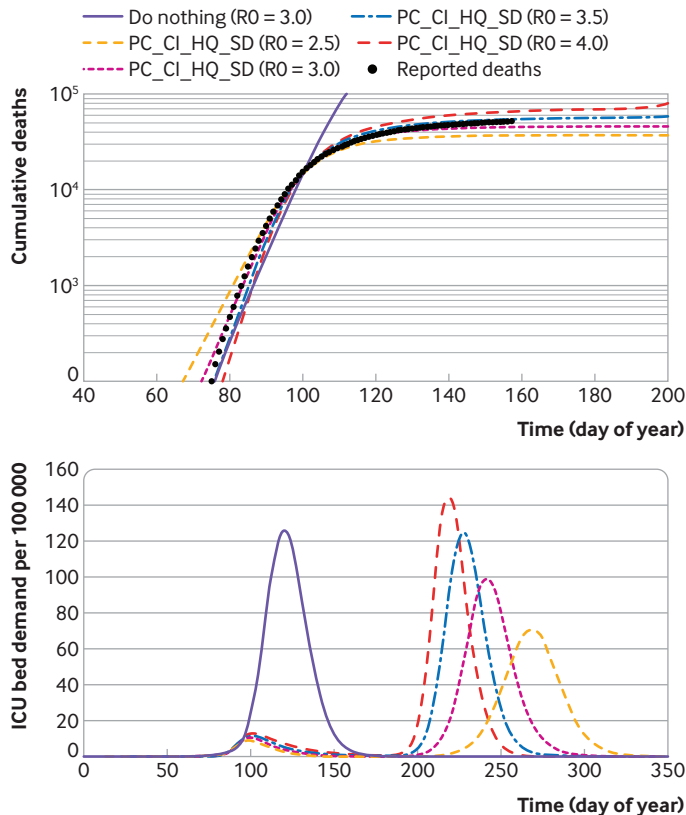 Do nothing (R0 = 3.0)
PC_CI_HQ_SD (R0 = 3.5)
PC_CI_HQ_SD (R0 = 2.5)
PC_CI_HQ_SD (R0 = 4.0)
PC_CI_HQ_SD (R0 = 3.0)
Reported deaths
Cumulative deaths
10⁵
10⁴
10³
0
40 60 80 100 120 140 160 180 200
Time (day of year)
ICU bed demand per 100 000
160
140
120
100
80
60
40
20
0
0 50 100 150 200 250 300 350
Time (day of year)